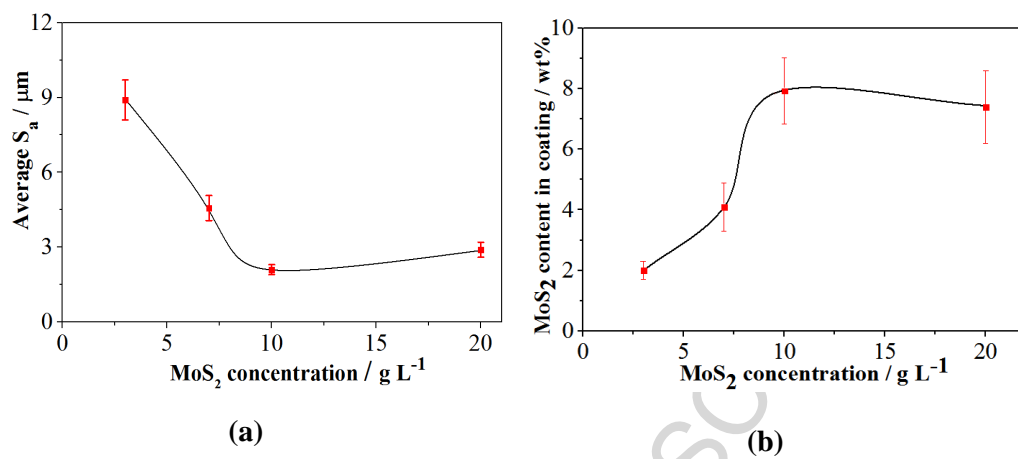 12
9
6
3
0
Average Sₐ / μm
0 5 10 15 20
MoS₂ concentration / g L⁻¹
(a)
10
8
6
4
2
0
MoS2 content in coating / wt%
0 5 10 15 20
MoS2 concentration / g L⁻¹
(b)
SC